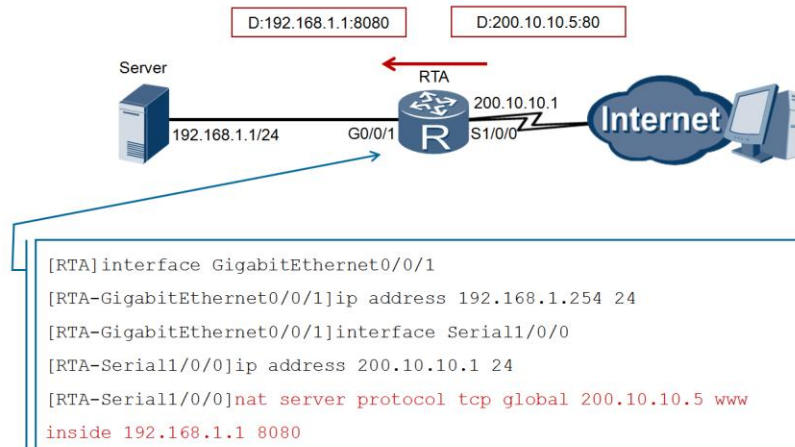 D:192.168.1.1:8080
D:200.10.10.5:80
Server
RTA
200.10.10.1
Internet
192.168.1.1/24
G0/0/1
R
S1/0/0
[RTA]interface GigabitEthernet0/0/1
[RTA-GigabitEthernet0/0/1]ip address 192.168.1.254 24
[RTA-GigabitEthernet0/0/1]interface Serial1/0/0
[RTA-Serial1/0/0]ip address 200.10.10.1 24
[RTA-Serial1/0/0]nat server protocol tcp global 200.10.10.5 www
inside 192.168.1.1 8080